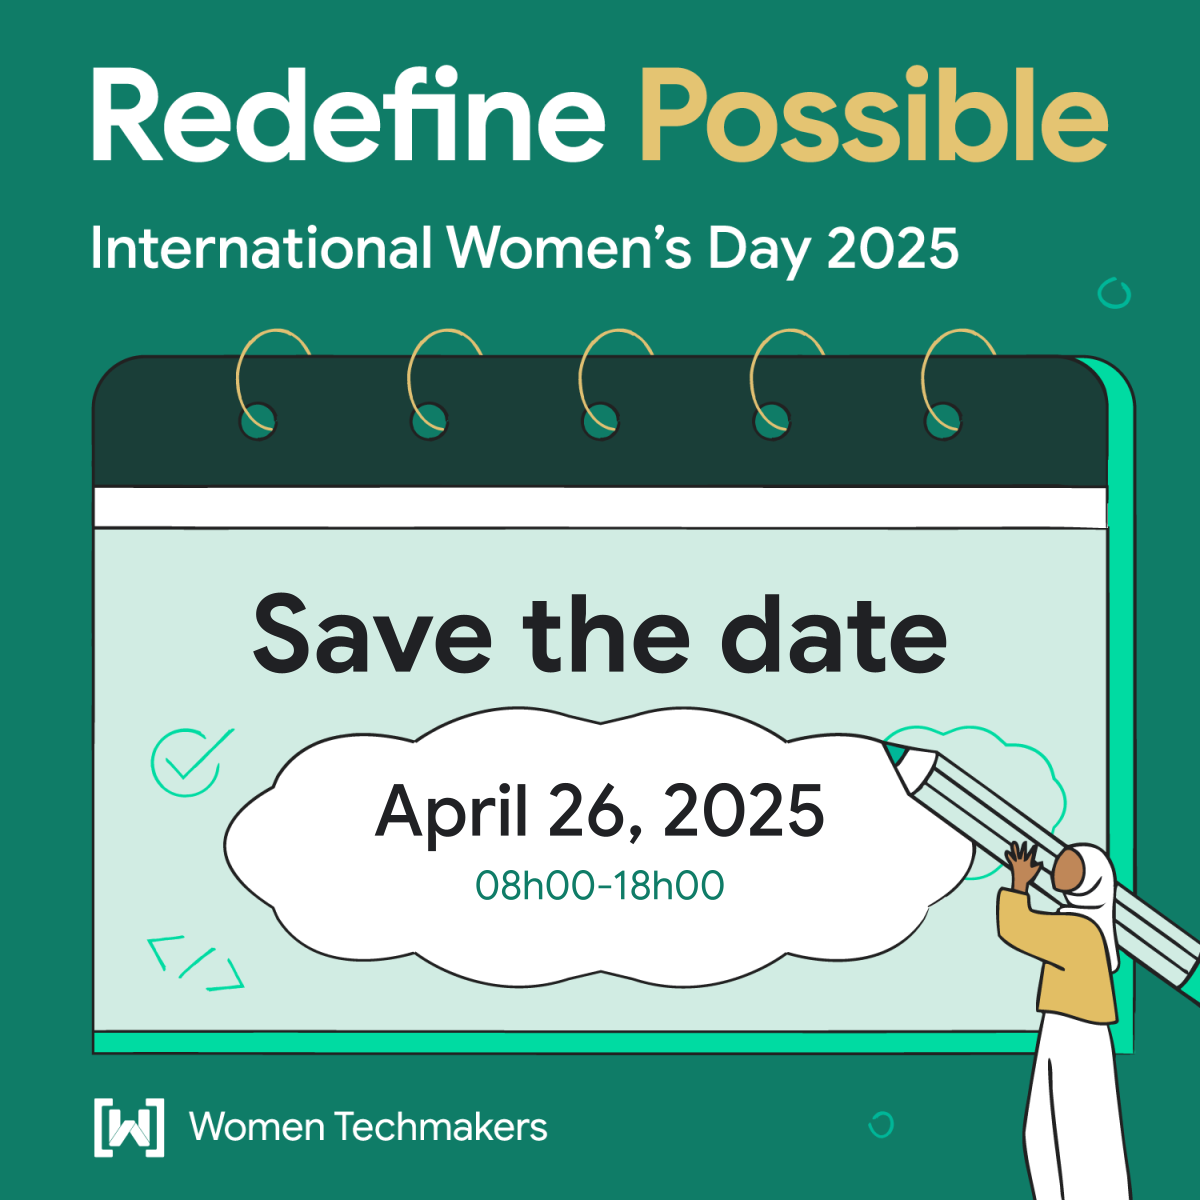 Redefine Possible
International Women’s Day 2025
Save the date
April 26, 2025
08h00-18h00
</>
Women Techmakers